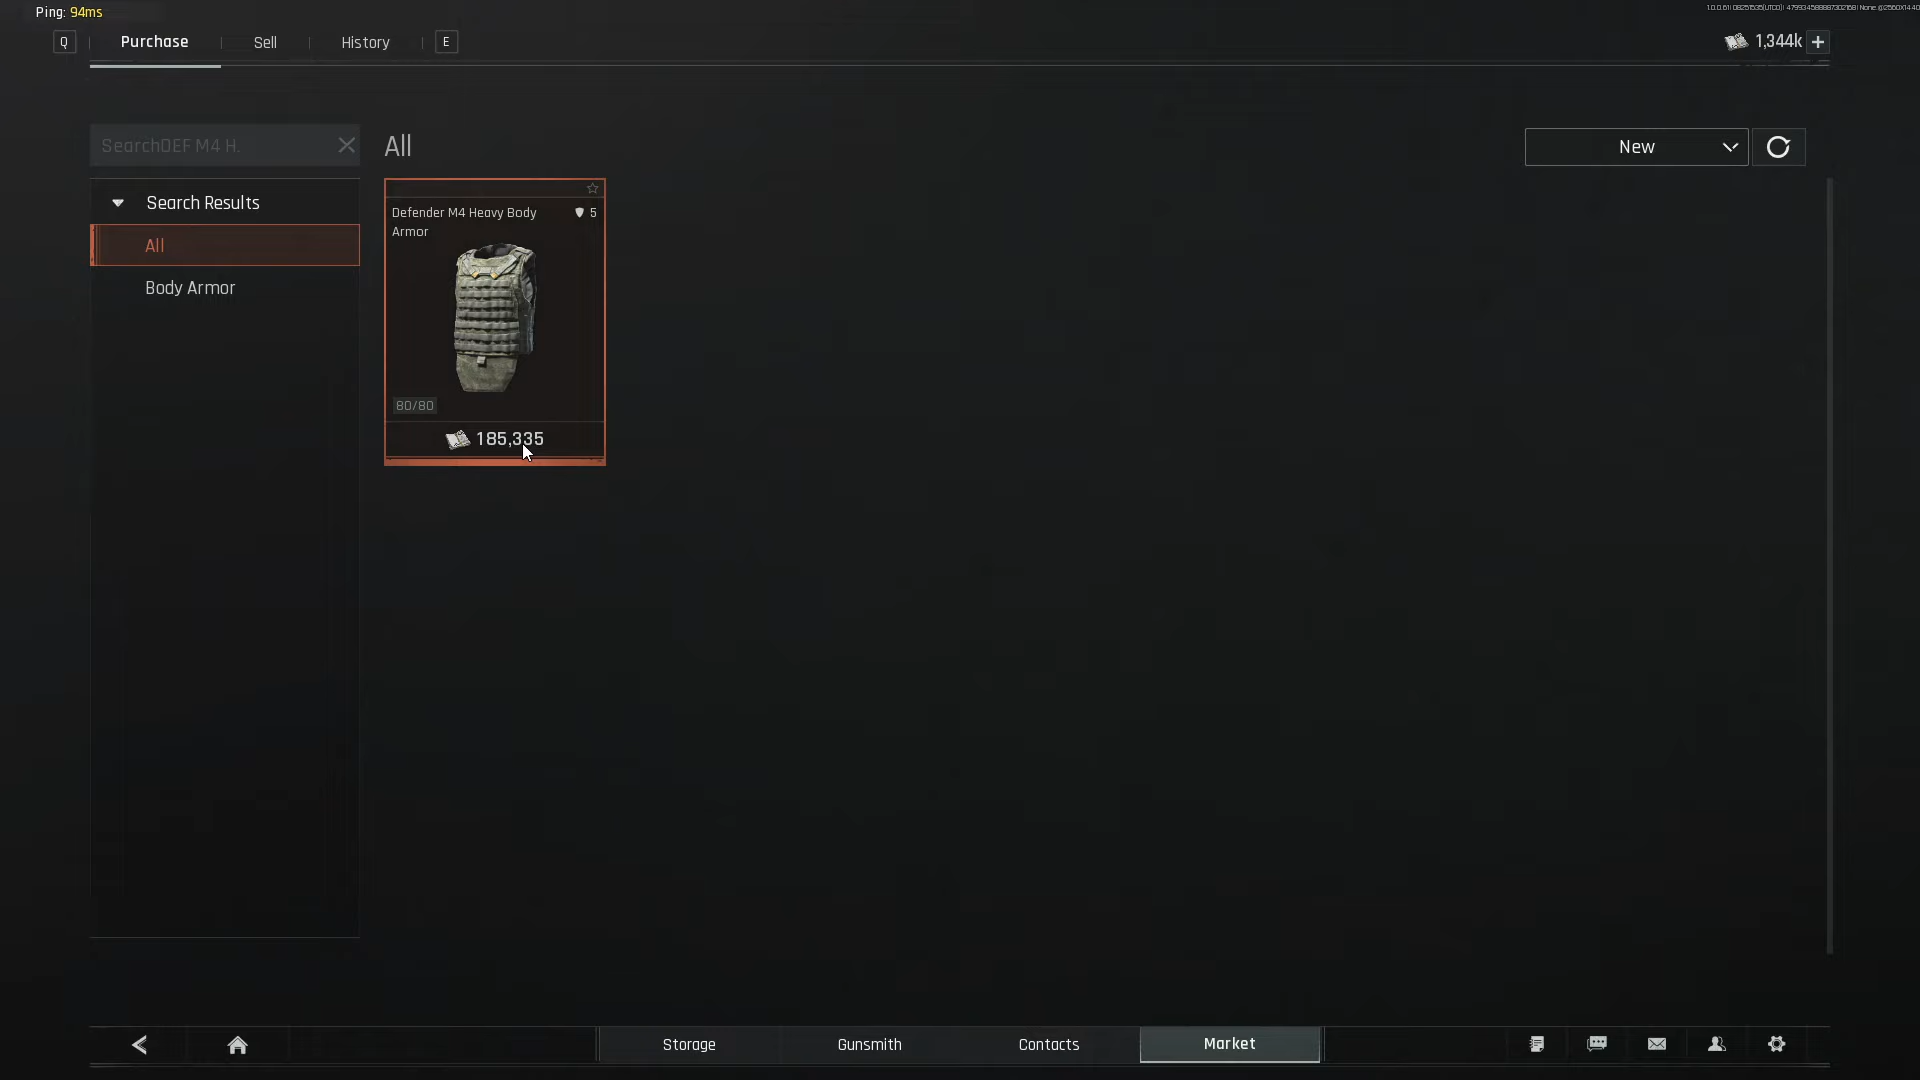 Ping: 94ms
Q
Purchase
Sell
History
E
1,344k
SearchDEF M4 H.
All
New
Search Results
All
Body Armor
Defender M4 Heavy Body
Armor
5
80/80
185,335
Storage
Gunsmith
Contacts
Market